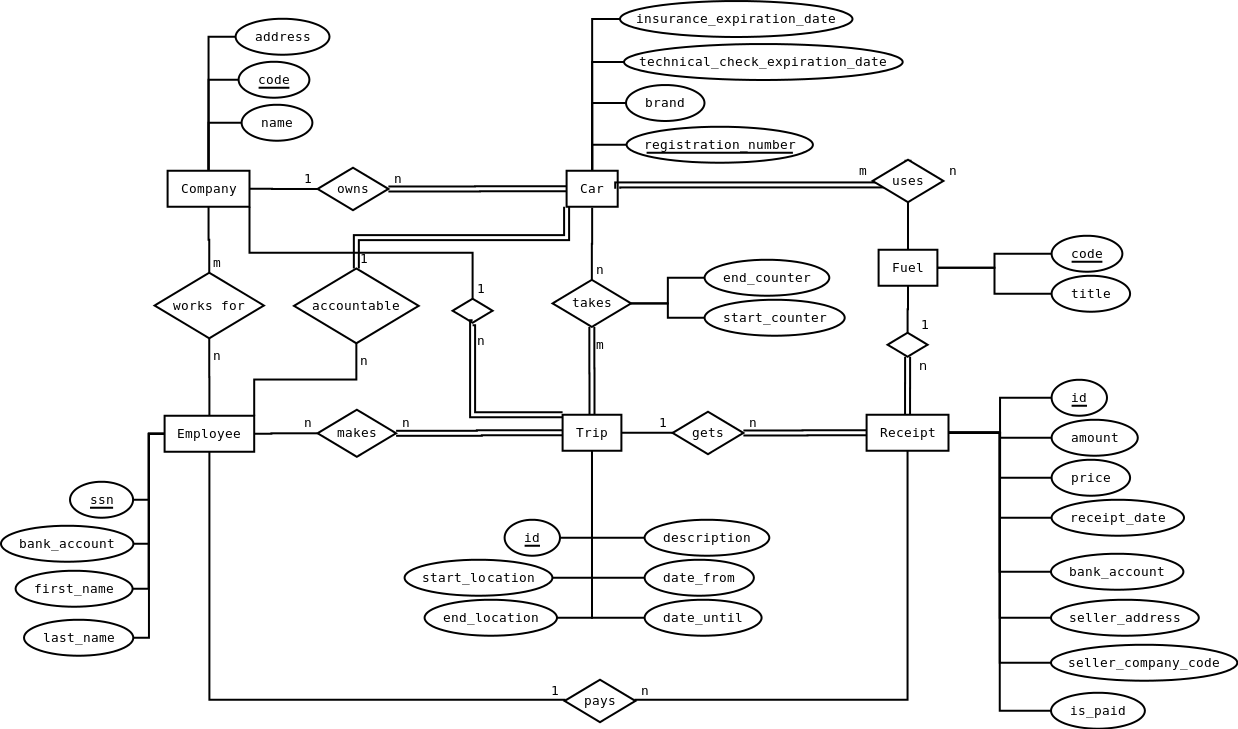 insurance_expiration_date
address
technical_check_expiration_date
code
brand
name
registration_number
m
n
1
n
Company
owns
Car
uses
1
m
n
1
code
Fuel
end_counter
title
works for
accountable
takes
start_counter
1
n
m
n
n
n
id
n
n
1
n
Employee
makes
Trip
gets
Receipt
amount
price
ssn
receipt_date
id
description
bank_account
bank_account
start_location
date_from
first_name
end_location
date_until
seller_address
last_name
seller_company_code
1
n
pays
is_paid